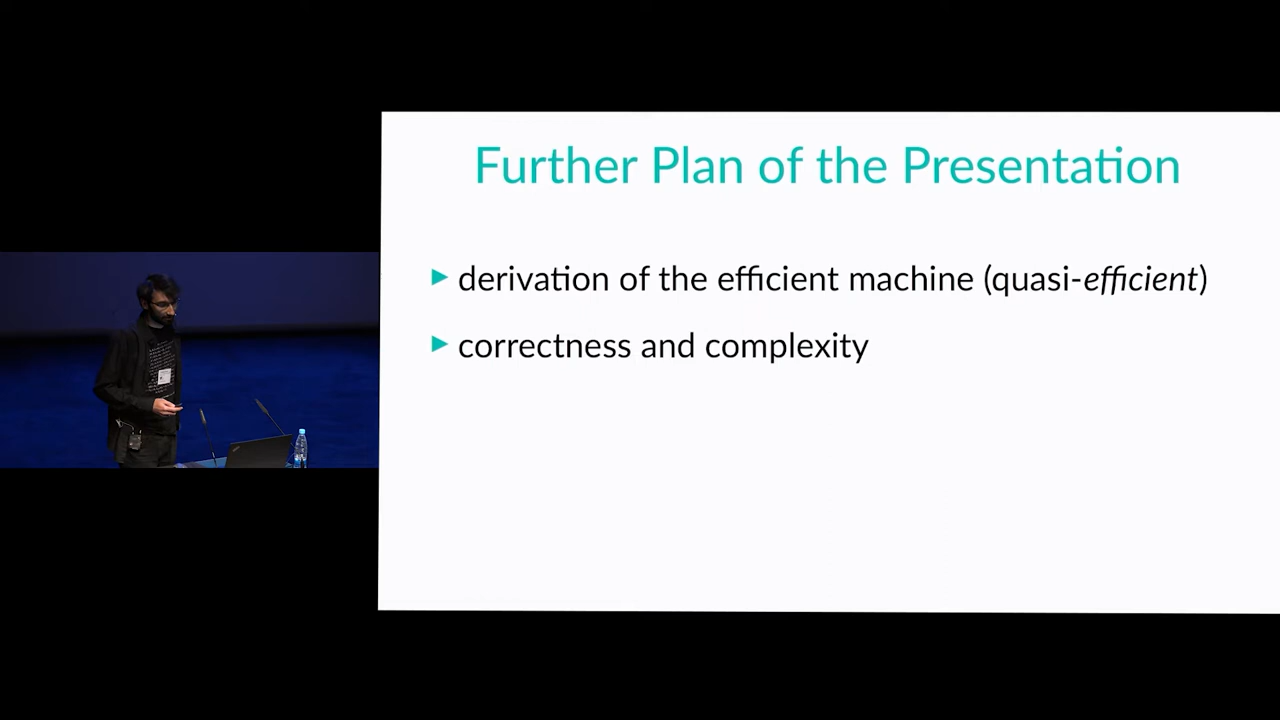 Further Plan of the Presentation
derivation of the efficient machine (quasi-efficient)
correctness and complexity